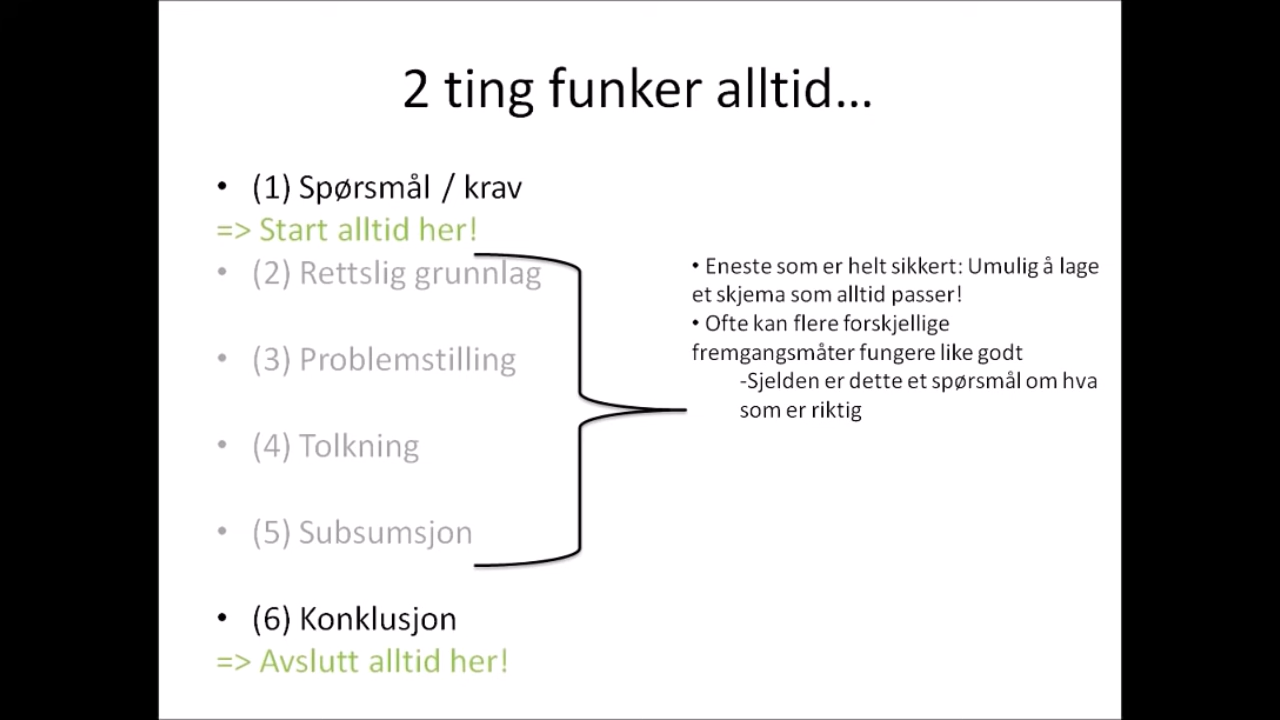 2 ting funker alltid...
• (1) Spørsmål / krav
=> Start alltid her!
• (2) Rettslig grunnlag
• (3) Problemstilling
• (4) Tolkning
• (5) Subsumsjon
• (6) Konklusjon
=> Avslutt alltid her!
• Eneste som er helt sikkert: Umulig å lage
et skjema som alltid passer!
• Ofte kan flere forskjellige
fremgangsmåter fungere like godt
-Sjelden er dette et spørsmål om hva
som er riktig